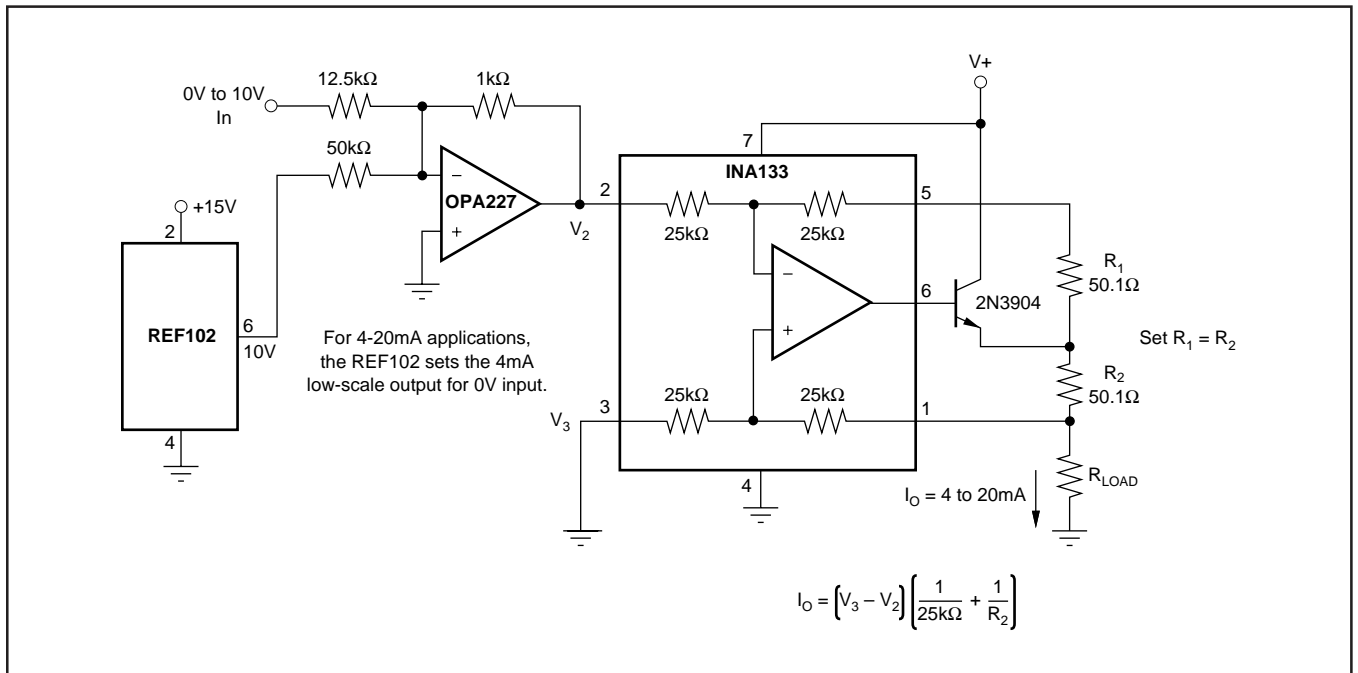 V+
12.5kΩ
1kΩ
0V to 10V
In
7
50kΩ
INA133
–
OPA227
+
2
5
V2
25kΩ
25kΩ
+15V
2
R1
50.1Ω
–
6
2N3904
+
REF102
6
10V
For 4-20mA applications,
the REF102 sets the 4mA
low-scale output for 0V input.
Set R1 = R2
R2
50.1Ω
25kΩ
25kΩ
V3
3
1
4
4
RLOAD
IO = 4 to 20mA
IO = (V3 – V2) (1/25kΩ + 1/R2)